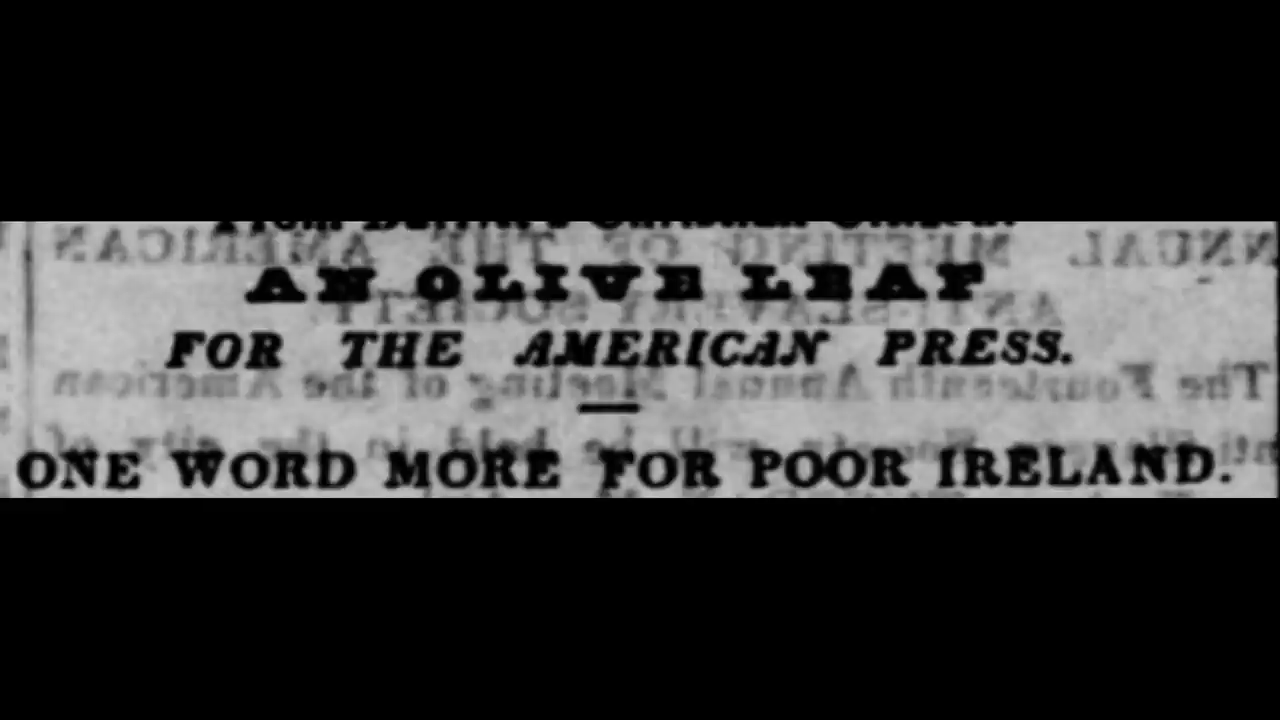 AN OLIVE LEAF
FOR THE AMERICAN PRESS.
ONE WORD MORE FOR POOR IRELAND.